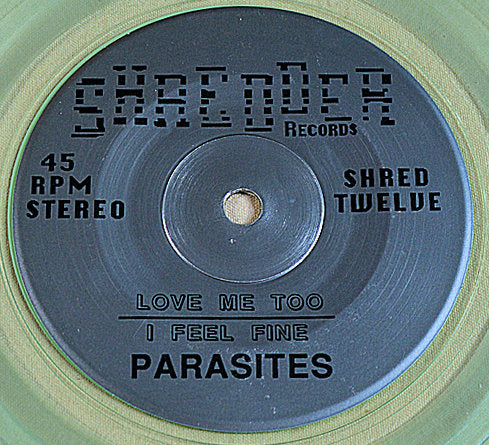 SHREDDER
RECORDS
45
RPM
STEREO
SHRED
TWELVE
LOVE ME TOO
I FEEL FINE
PARASITES